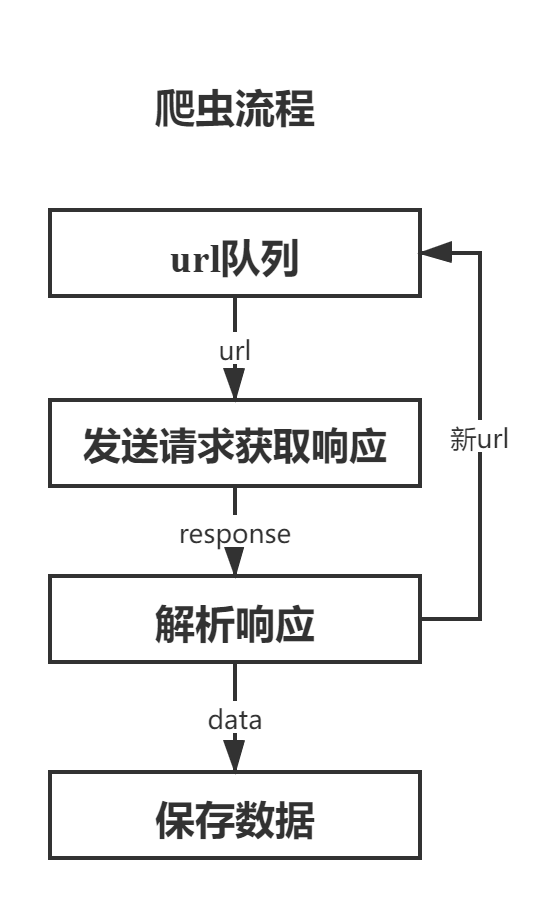 爬虫流程
url队列
url
发送请求获取响应
新url
response
解析响应
data
保存数据